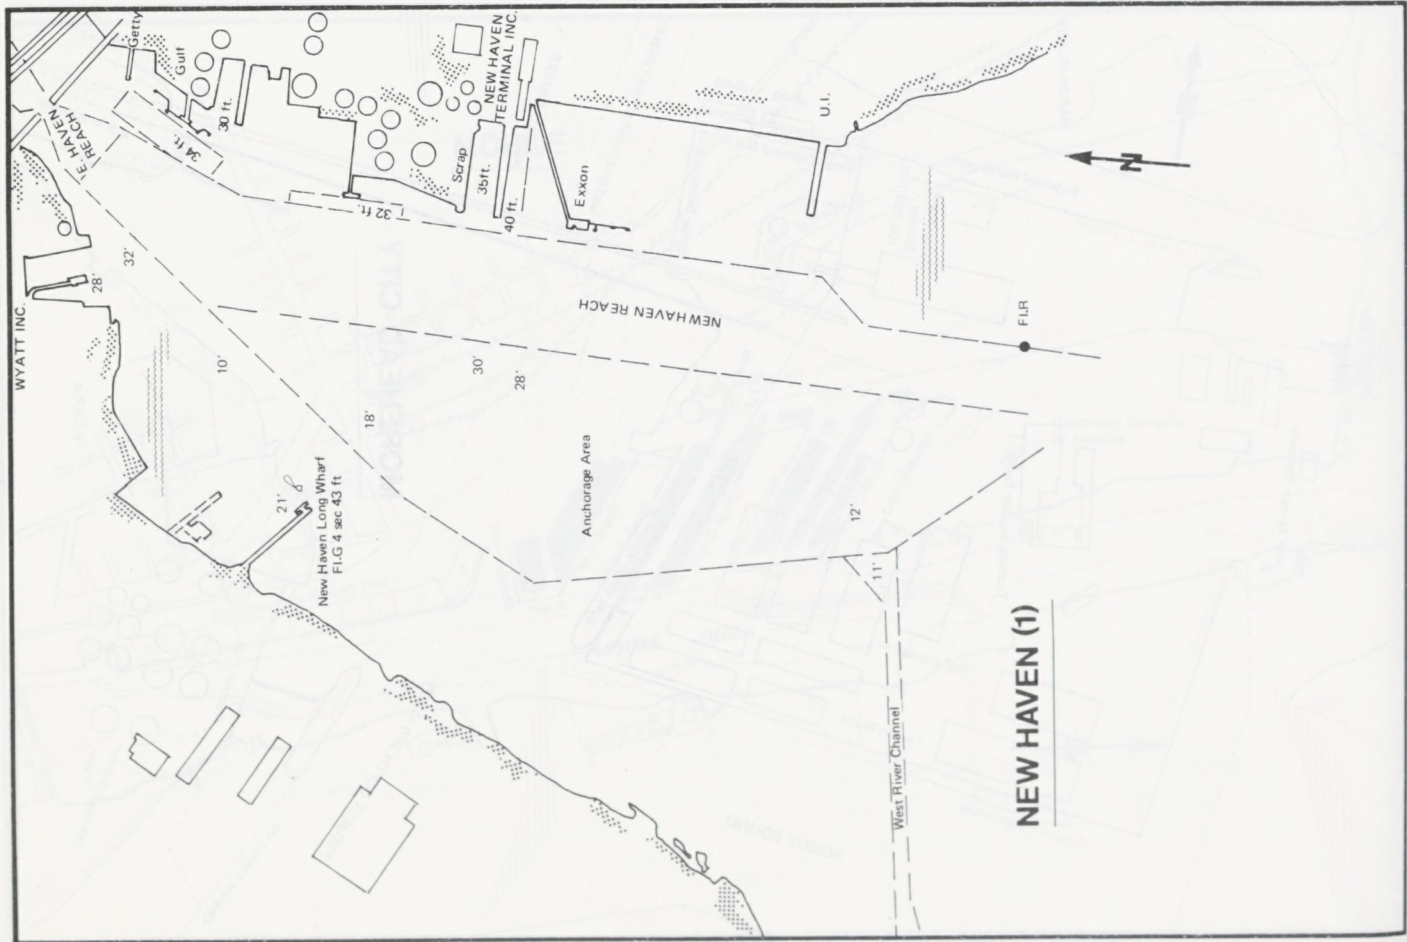 Getty
Gulf
30 ft.
E. HAVEN
REACH
34 ft.
NEW HAVEN
TERMINAL INC.
Scrap
35ft.
40 ft.
32 ft.
Exxon
U.I.
N
WYATT INC.
28'
32'
10'
18'
30'
28'
NEW HAVEN REACH
Fl.R
21'
New Haven Long Wharf
Fl.G 4 sec 43 ft
Anchorage Area
12'
11'
West River Channel
NEW HAVEN (1)